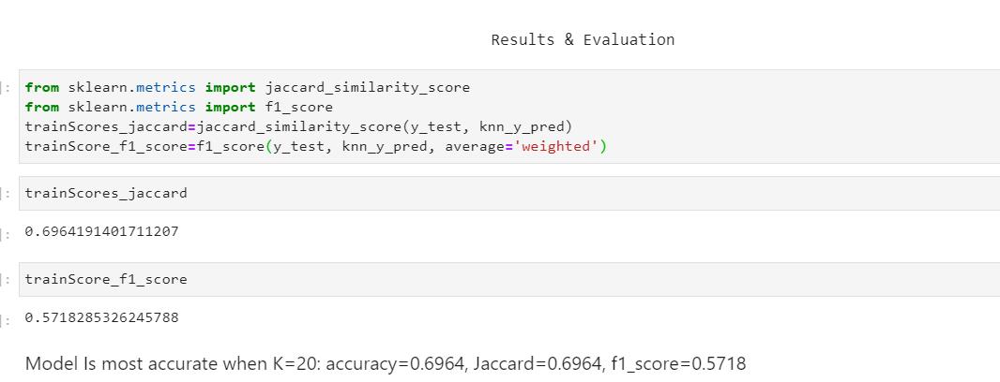 Results & Evaluation
]: from sklearn.metrics import jaccard_similarity_score
from sklearn.metrics import f1_score
trainScores_jaccard=jaccard_similarity_score(y_test, knn_y_pred)
trainScore_f1_score=f1_score(y_test, knn_y_pred, average='weighted')
]: trainScores_jaccard
]: 0.6964191401711207
]: trainScore_f1_score
]: 0.5718285326245788
Model Is most accurate when K=20: accuracy=0.6964, Jaccard=0.6964, f1_score=0.5718